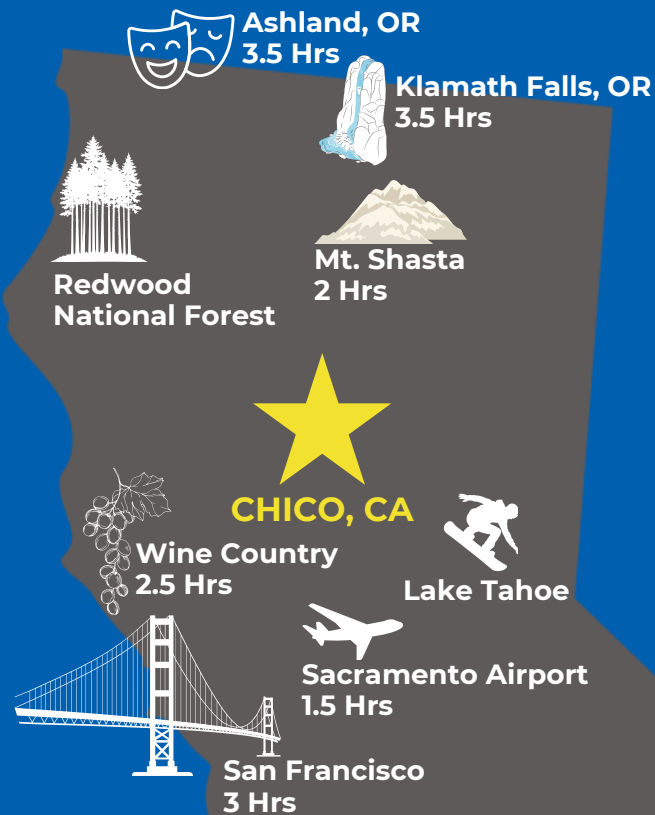 Ashland, OR
3.5 Hrs
Klamath Falls, OR
3.5 Hrs
Mt. Shasta
2 Hrs
Redwood
National Forest
CHICO, CA
Wine Country
2.5 Hrs
Lake Tahoe
Sacramento Airport
1.5 Hrs
San Francisco
3 Hrs